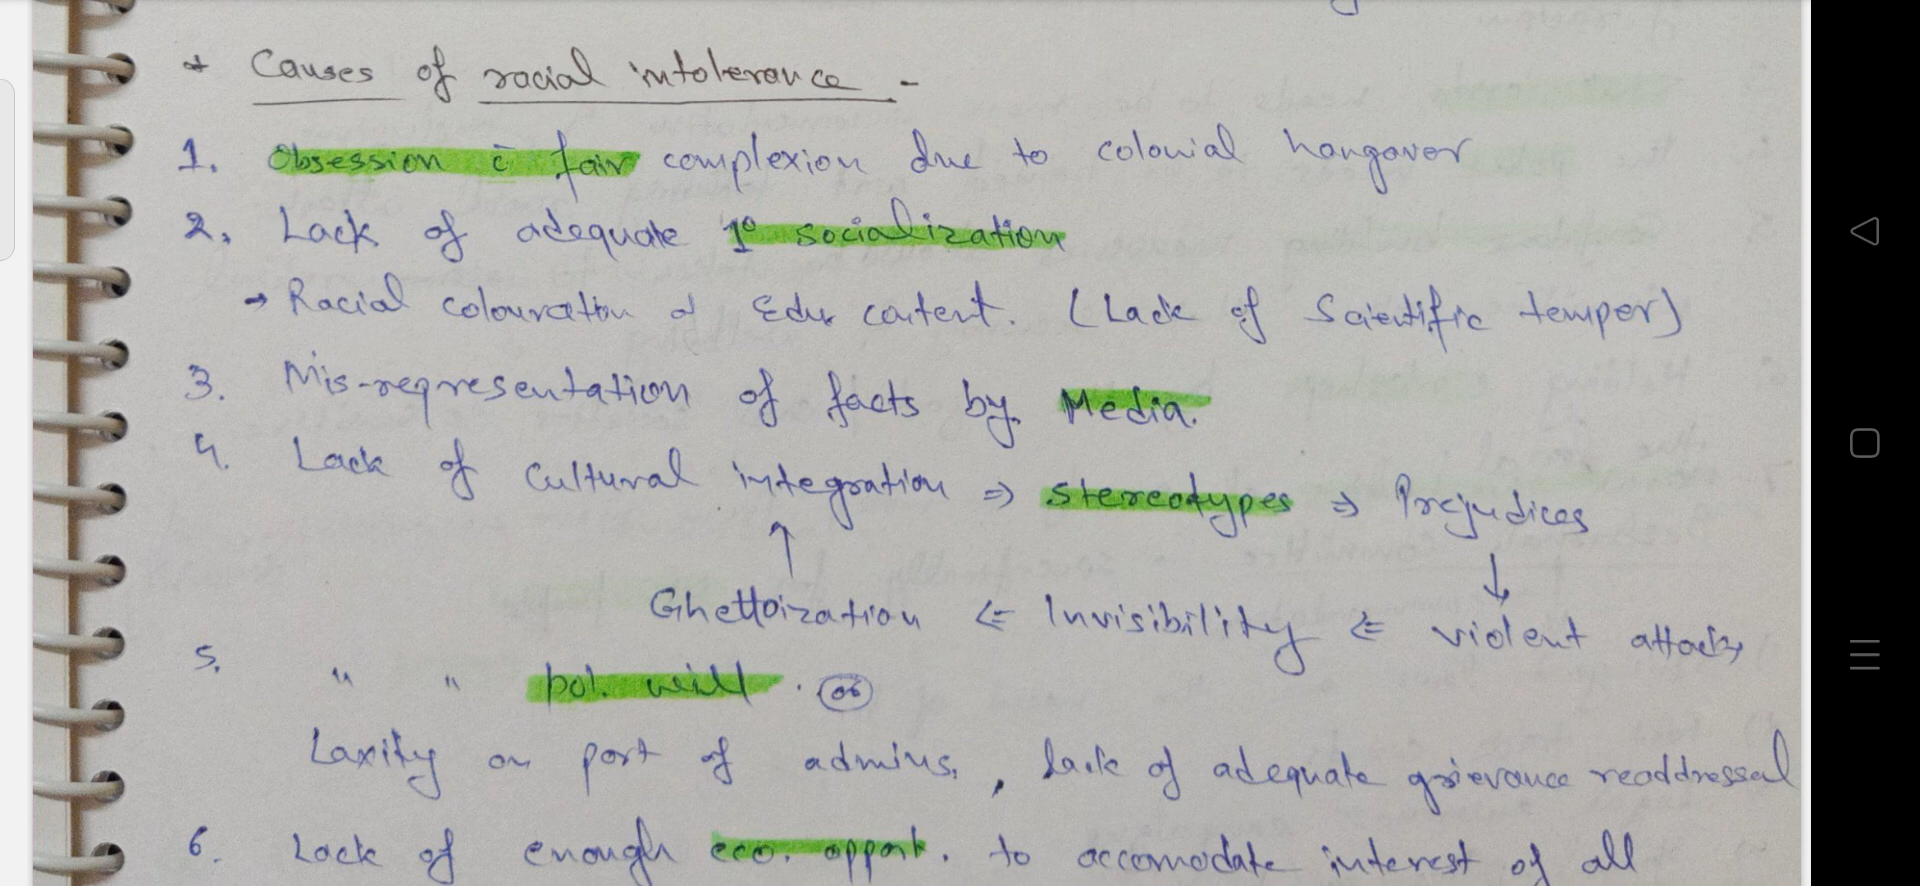 * Causes of racial intolerance -
1. Obsession c̄ fair complexion due to colonial hangover
2. Lack of adequate 1° socialization
→ Racial colouration of Edu content. (Lack of Scientific temper)
3. Mis-representation of facts by Media.
4. Lack of Cultural integration ⇒ stereotypes ⇒ Prejudices
↑ ↓
Ghettoization ⇐ Invisibility ⇐ violent attacks
5. " " pol. will.
Laxity on part of admins., lack of adequate grievance readdressal
6. Lack of enough eco. opport. to accomodate interest of all